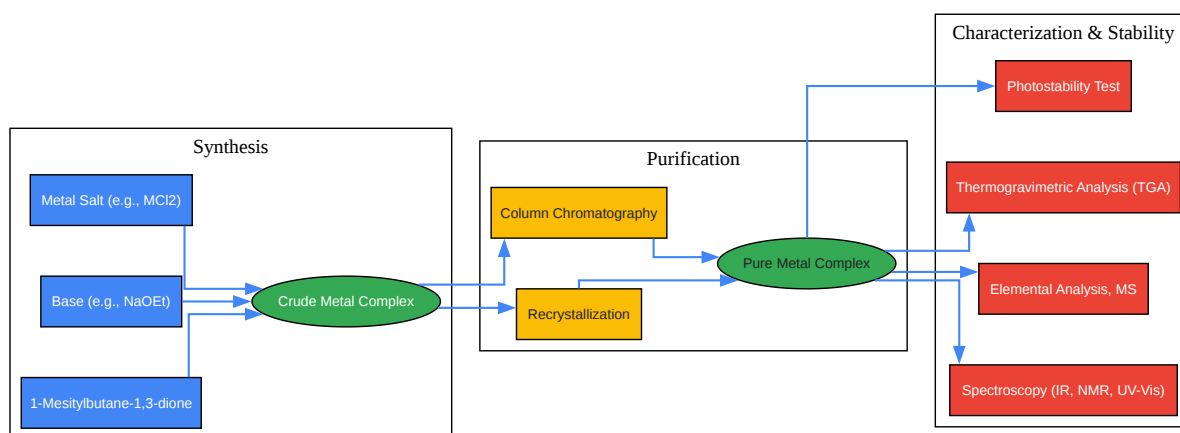 Synthesis
Metal Salt (e.g., MCl2)
Base (e.g., NaOEt)
1-Mesitylbutane-1,3-dione
Crude Metal Complex
Purification
Column Chromatography
Recrystallization
Pure Metal Complex
Characterization & Stability
Photostability Test
Thermogravimetric Analysis (TGA)
Elemental Analysis, MS
Spectroscopy (IR, NMR, UV-Vis)